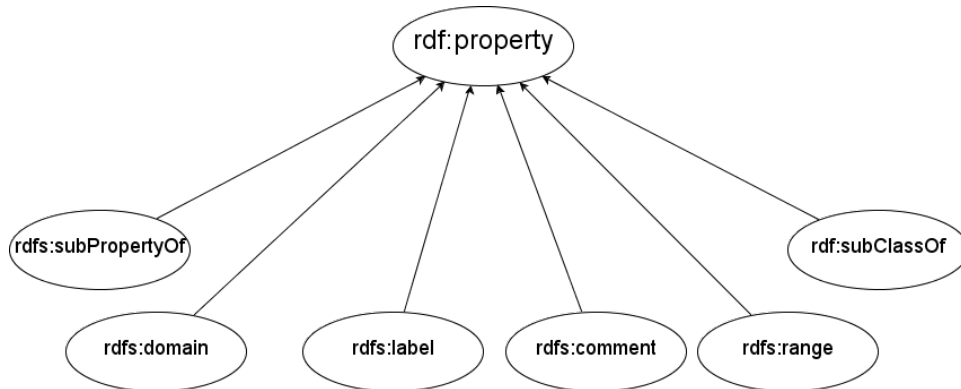 rdf:property
rdfs:subPropertyOf
rdf:subClassOf
rdfs:domain
rdfs:label
rdfs:comment
rdfs:range